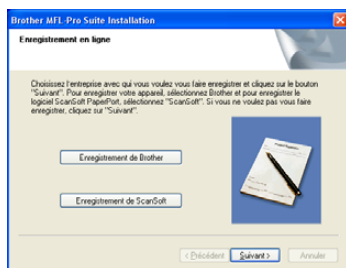 Brother MFL-Pro Suite Installation
Enregistrement en ligne
Choisissez l'entreprise avec qui vous voulez vous faire enregistrer et cliquez sur le bouton
"Suivant". Pour enregistrer votre appareil, sélectionnez Brother et pour enregistrer le
logiciel ScanSoft PaperPort, sélectionnez "ScanSoft". Si vous ne voulez pas vous faire
enregistrer, cliquez sur "Suivant".
Enregistrement de Brother
Enregistrement de ScanSoft
< Précédent
Suivant >
Annuler